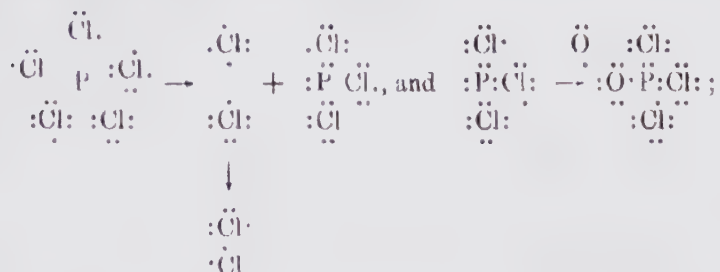 Cl. .Cl: .Cl: :Cl· Ö :Cl:
·Cl P :Cl. → + :P Cl., and :P:Cl: → :O·P:Cl:;
:Cl: :Cl: :Cl: :Cl :Cl: :Cl:
↓
:Cl·
·Cl